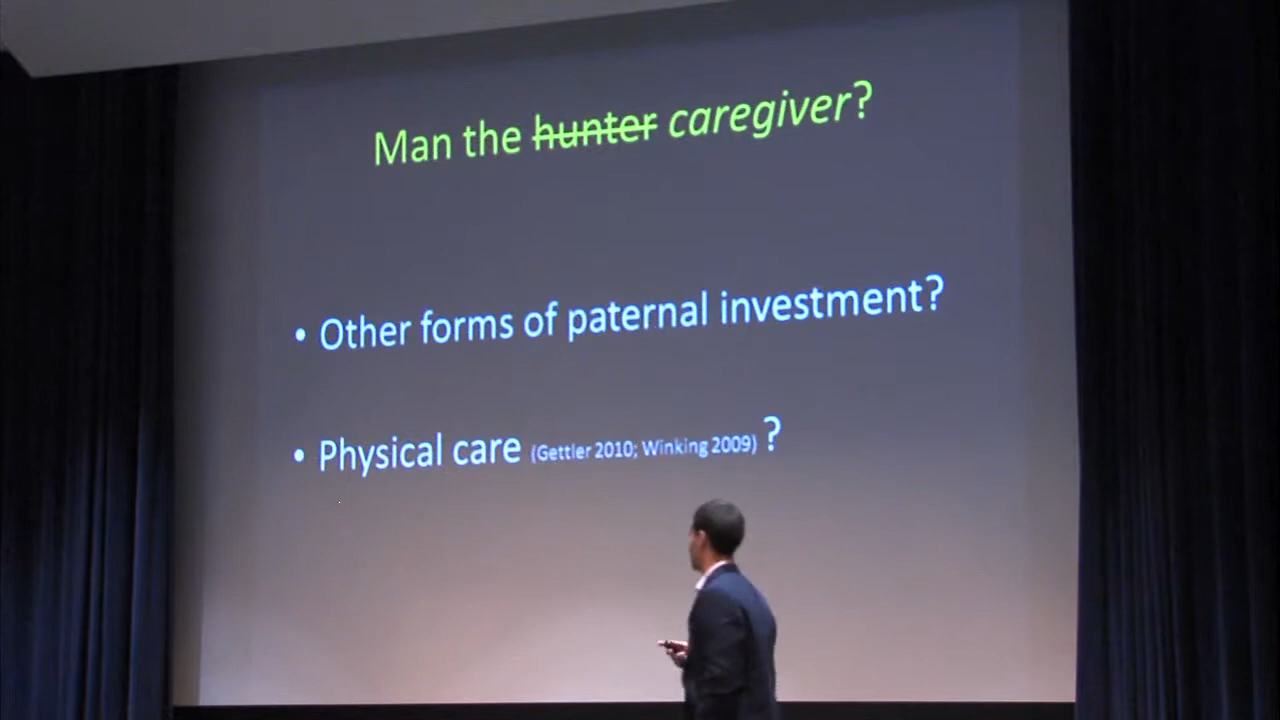 Man the hunter caregiver?
• Other forms of paternal investment?
• Physical care (Gettler 2010; Winking 2009) ?